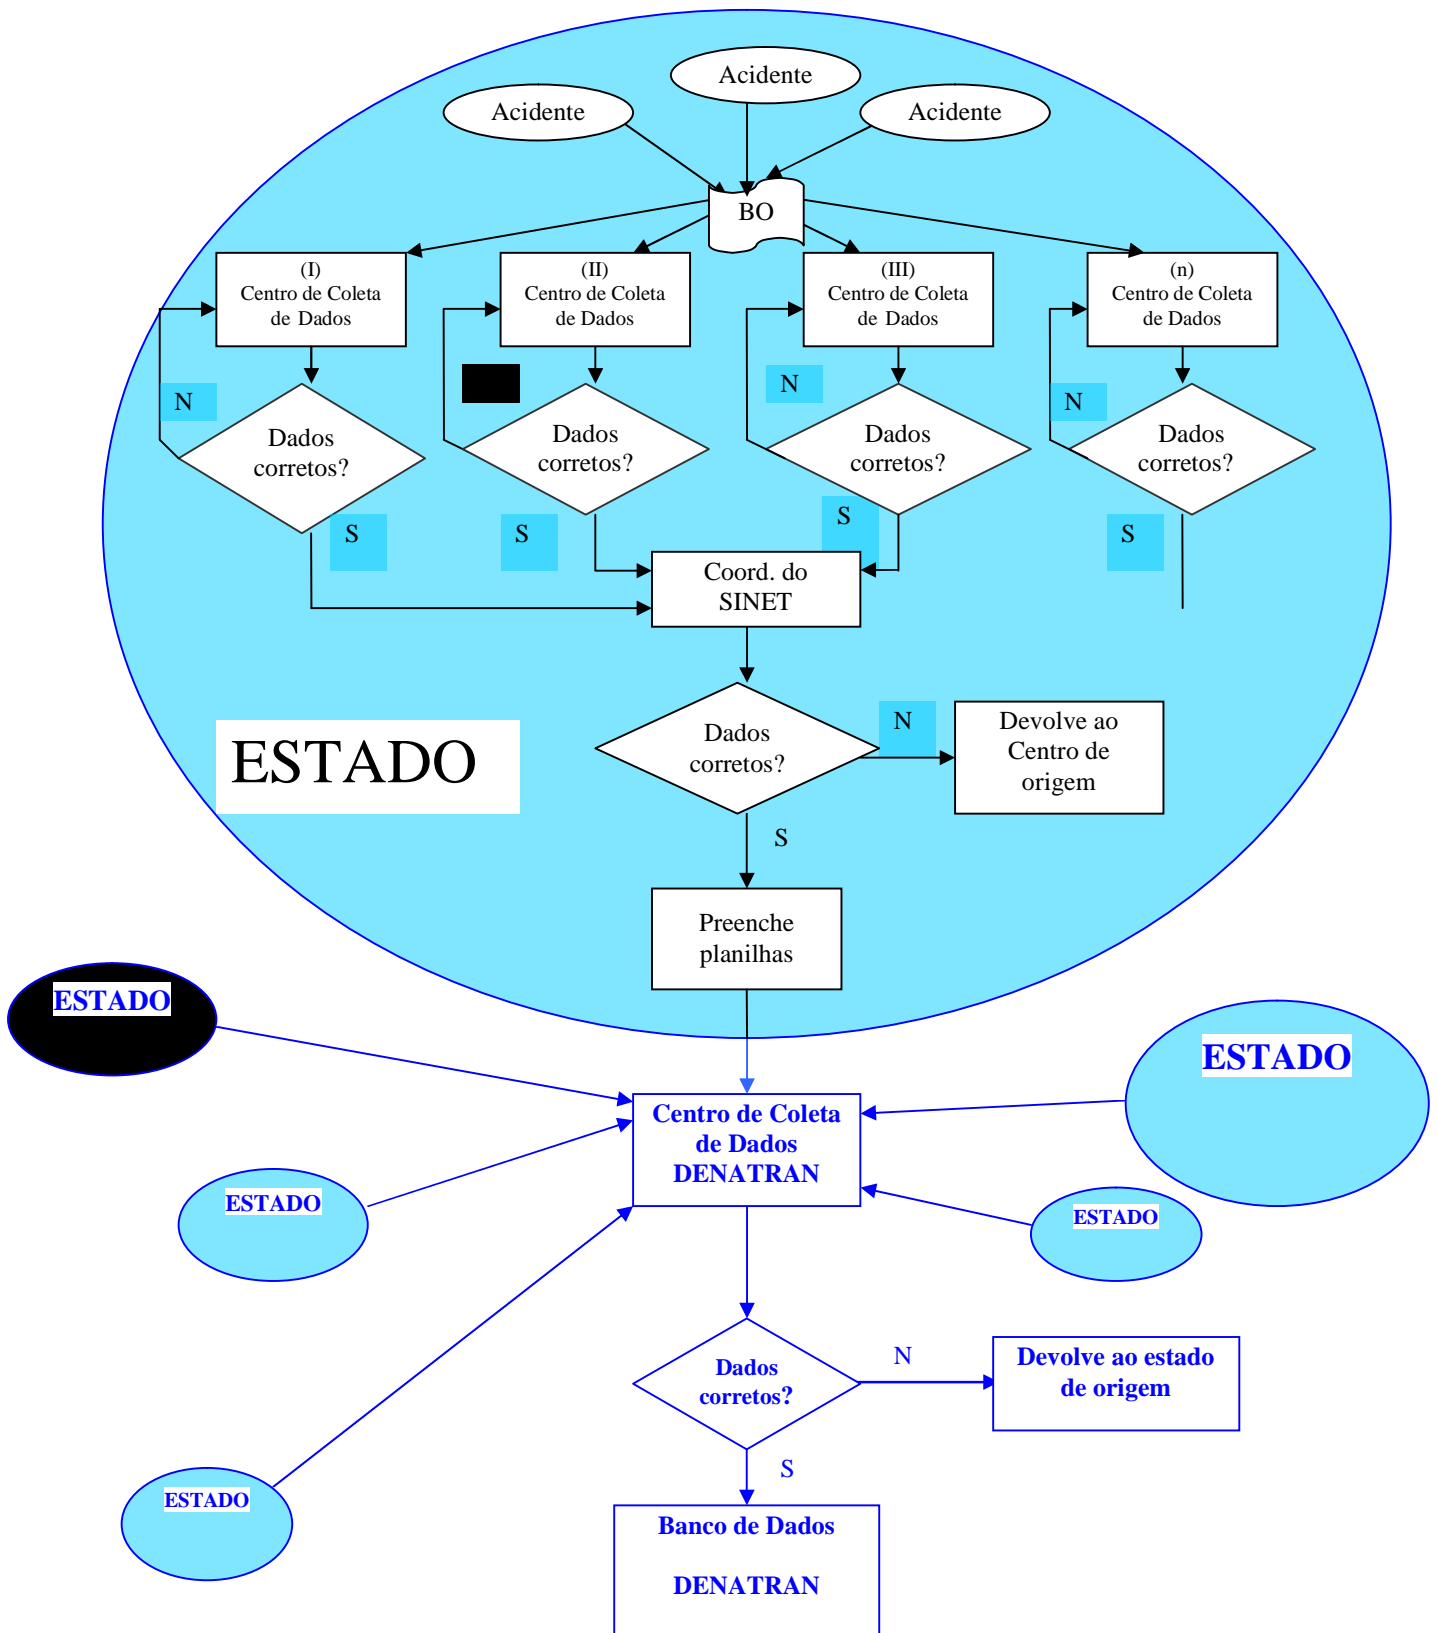 Acidente
Acidente
Acidente
BO
(I)
Centro de Coleta
de Dados
(II)
Centro de Coleta
de Dados
(III)
Centro de Coleta
de Dados
(n)
Centro de Coleta
de Dados
N
N
N
Dados
corretos?
Dados
corretos?
Dados
corretos?
Dados
corretos?
S
S
S
S
Coord. do
SINET
Dados
corretos?
N
Devolve ao
Centro de
origem
ESTADO
S
Preenche
planilhas
ESTADO
ESTADO
Centro de Coleta
de Dados
DENATRAN
ESTADO
ESTADO
Dados
corretos?
N
Devolve ao estado
de origem
S
ESTADO
Banco de Dados
DENATRAN